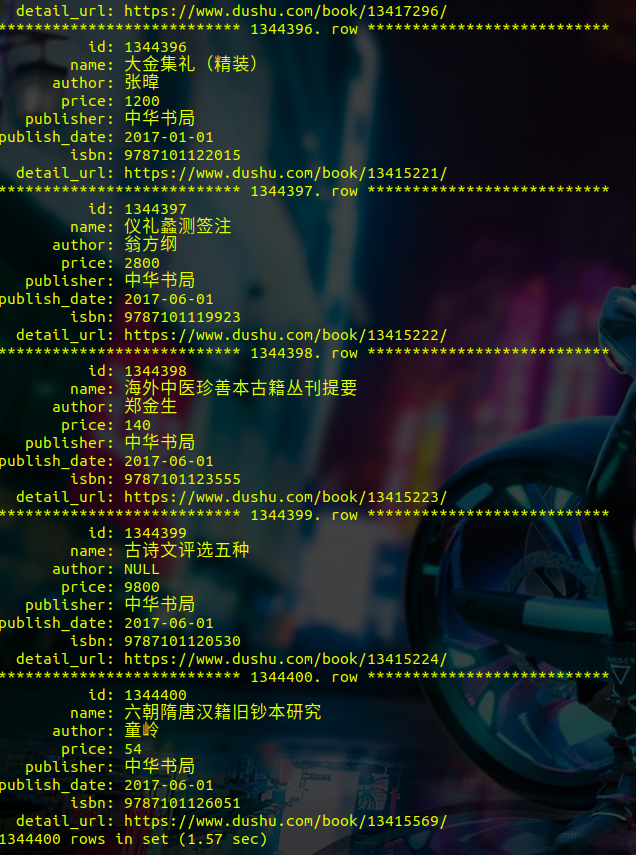 detail_url: https://www.dushu.com/book/13417296/
*************************** 1344396. row ***************************
id: 1344396
name: 大金集礼（精装）
author: 张暐
price: 1200
publisher: 中华书局
publish_date: 2017-01-01
isbn: 9787101122015
detail_url: https://www.dushu.com/book/13415221/
*************************** 1344397. row ***************************
id: 1344397
name: 仪礼蠡测签注
author: 翁方纲
price: 2800
publisher: 中华书局
publish_date: 2017-06-01
isbn: 9787101119923
detail_url: https://www.dushu.com/book/13415222/
*************************** 1344398. row ***************************
id: 1344398
name: 海外中医珍善本古籍丛刊提要
author: 郑金生
price: 140
publisher: 中华书局
publish_date: 2017-06-01
isbn: 9787101123555
detail_url: https://www.dushu.com/book/13415223/
*************************** 1344399. row ***************************
id: 1344399
name: 古诗文评选五种
author: NULL
price: 9800
publisher: 中华书局
publish_date: 2017-06-01
isbn: 9787101120530
detail_url: https://www.dushu.com/book/13415224/
*************************** 1344400. row ***************************
id: 1344400
name: 六朝隋唐汉籍旧钞本研究
author: 童岭
price: 54
publisher: 中华书局
publish_date: 2017-06-01
isbn: 9787101126051
detail_url: https://www.dushu.com/book/13415569/
1344400 rows in set (1.57 sec)